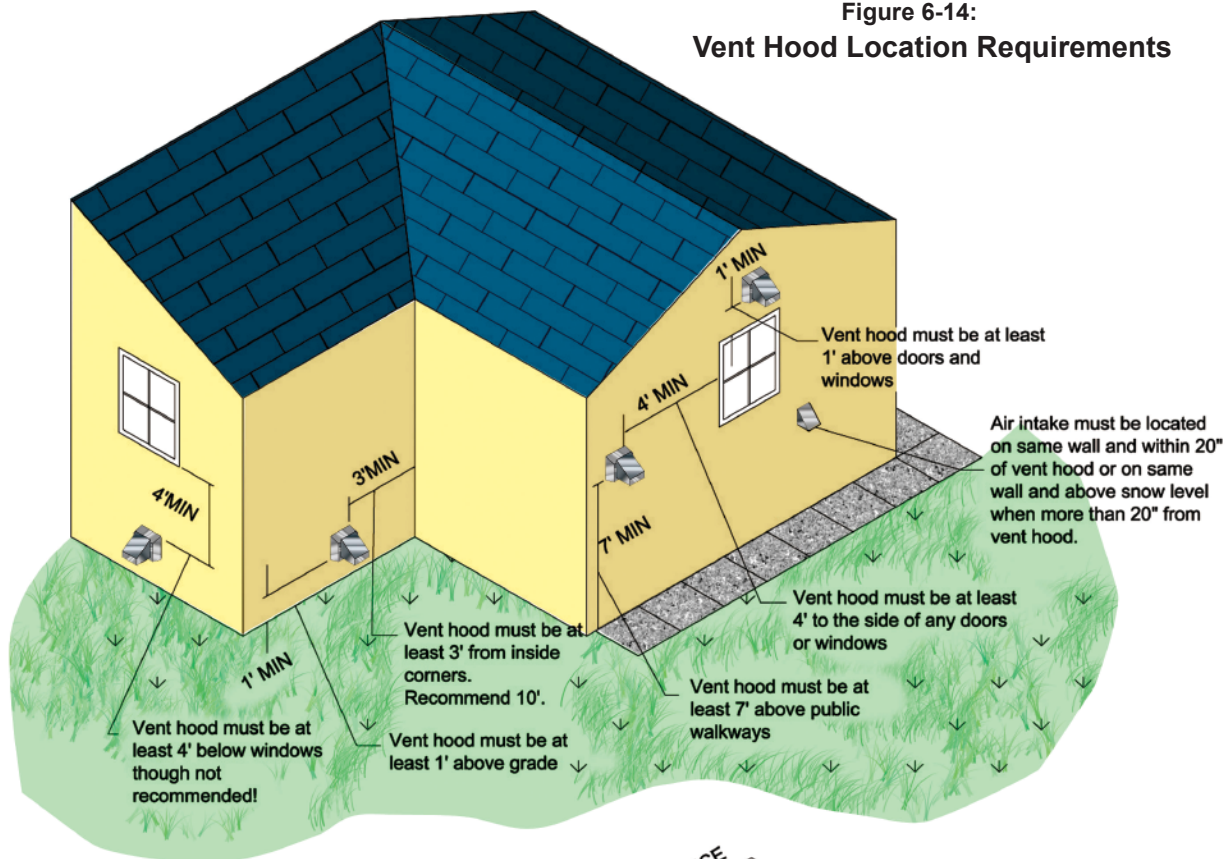 Figure 6-14:
Vent Hood Location Requirements
1' MIN
Vent hood must be at least
1' above doors and
windows
4' MIN
Air intake must be located
on same wall and within 20"
of vent hood or on same
wall and above snow level
when more than 20" from
vent hood.
3'MIN
4'MIN
7' MIN
Vent hood must be at least
4' to the side of any doors
or windows
Vent hood must be at
least 3' from inside
corners.
Recommend 10'.
1' MIN
Vent hood must be at
least 7' above public
walkways
Vent hood must be at
least 4' below windows
though not
recommended!
Vent hood must be at
least 1' above grade